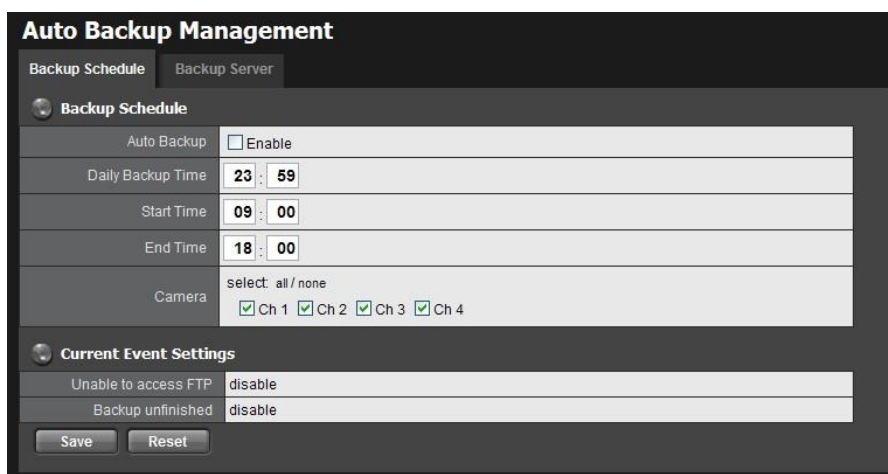 Auto Backup Management
Backup Schedule Backup Server
Backup Schedule
Auto Backup Enable
Daily Backup Time 23 : 59
Start Time 09 : 00
End Time 18 : 00
select: all / none
Camera
Ch 1 Ch 2 Ch 3 Ch 4
Current Event Settings
Unable to access FTP disable
Backup unfinished disable
Save Reset